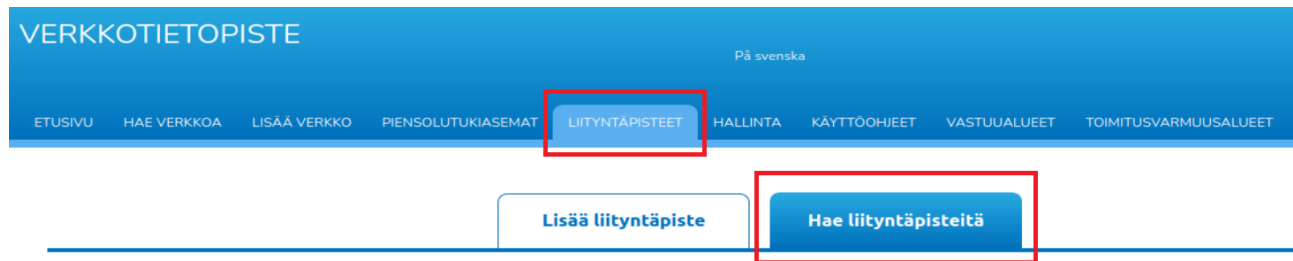 VERKKOTIETOPISTE
På svenska
ETUSIVU HAE VERKKOA LISÄÄ VERKKO PIENSOLUTUKIASEMAT LIITYNTÄPISTEET HALLINTA KÄYTTÖOHJEET VASTUUALUEET TOIMITUSVARMUUSALUEET
Lisää liityntäpiste Hae liityntäpisteitä